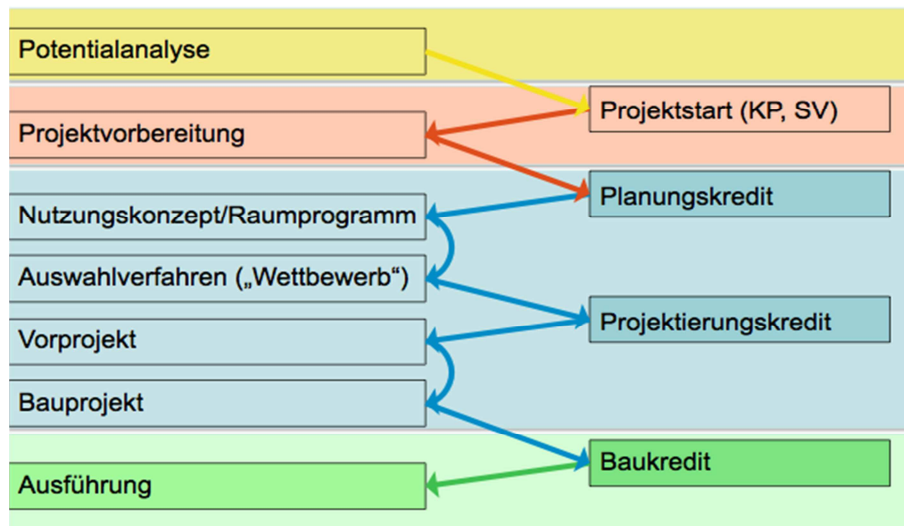 Potentialanalyse
Projektstart (KP, SV)
Projektvorbereitung
Planungskredit
Nutzungskonzept/Raumprogramm
Auswahlverfahren („Wettbewerb“)
Projektierungskredit
Vorprojekt
Bauprojekt
Baukredit
Ausführung